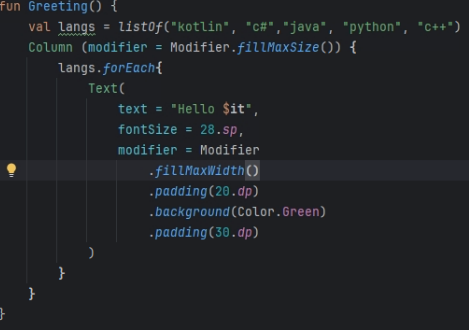 fun Greeting() {
    val langs = listOf("kotlin", "c#","java", "python", "c++")
    Column (modifier = Modifier.fillMaxSize()) {
        langs.forEach{
            Text(
                text = "Hello $it",
                fontSize = 28.sp,
                modifier = Modifier
                    .fillMaxWidth()
                    .padding(20.dp)
                    .background(Color.Green)
                    .padding(30.dp)
            )
        }
    }
}